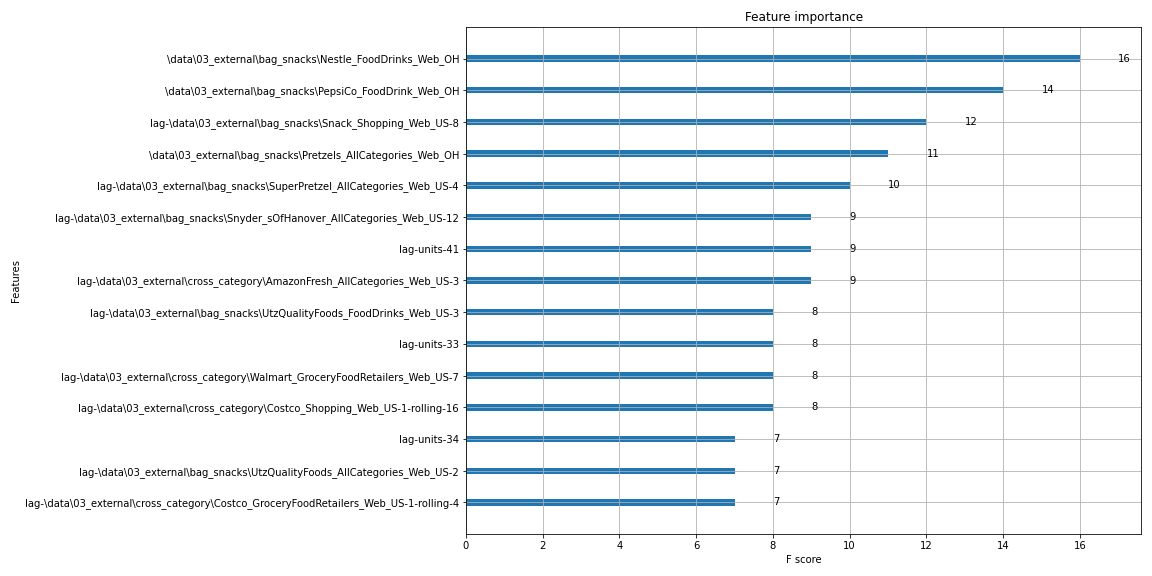 Feature importance
Features
\data\03_external\bag_snacks\Nestle_FoodDrinks_Web_OH 16
\data\03_external\bag_snacks\PepsiCo_FoodDrink_Web_OH 14
lag-\data\03_external\bag_snacks\Snack_Shopping_Web_US-8 12
\data\03_external\bag_snacks\Pretzels_AllCategories_Web_OH 11
lag-\data\03_external\bag_snacks\SuperPretzel_AllCategories_Web_US-4 10
lag-\data\03_external\bag_snacks\Snyder_sOfHanover_AllCategories_Web_US-12 9
lag-units-41 9
lag-\data\03_external\cross_category\AmazonFresh_AllCategories_Web_US-3 9
lag-\data\03_external\bag_snacks\UtzQualityFoods_FoodDrinks_Web_US-3 8
lag-units-33 8
lag-\data\03_external\cross_category\Walmart_GroceryFoodRetailers_Web_US-7 8
lag-\data\03_external\cross_category\Costco_Shopping_Web_US-1-rolling-16 8
lag-units-34 7
lag-\data\03_external\bag_snacks\UtzQualityFoods_AllCategories_Web_US-2 7
lag-\data\03_external\cross_category\Costco_GroceryFoodRetailers_Web_US-1-rolling-4 7
0 2 4 6 8 10 12 14 16
F score